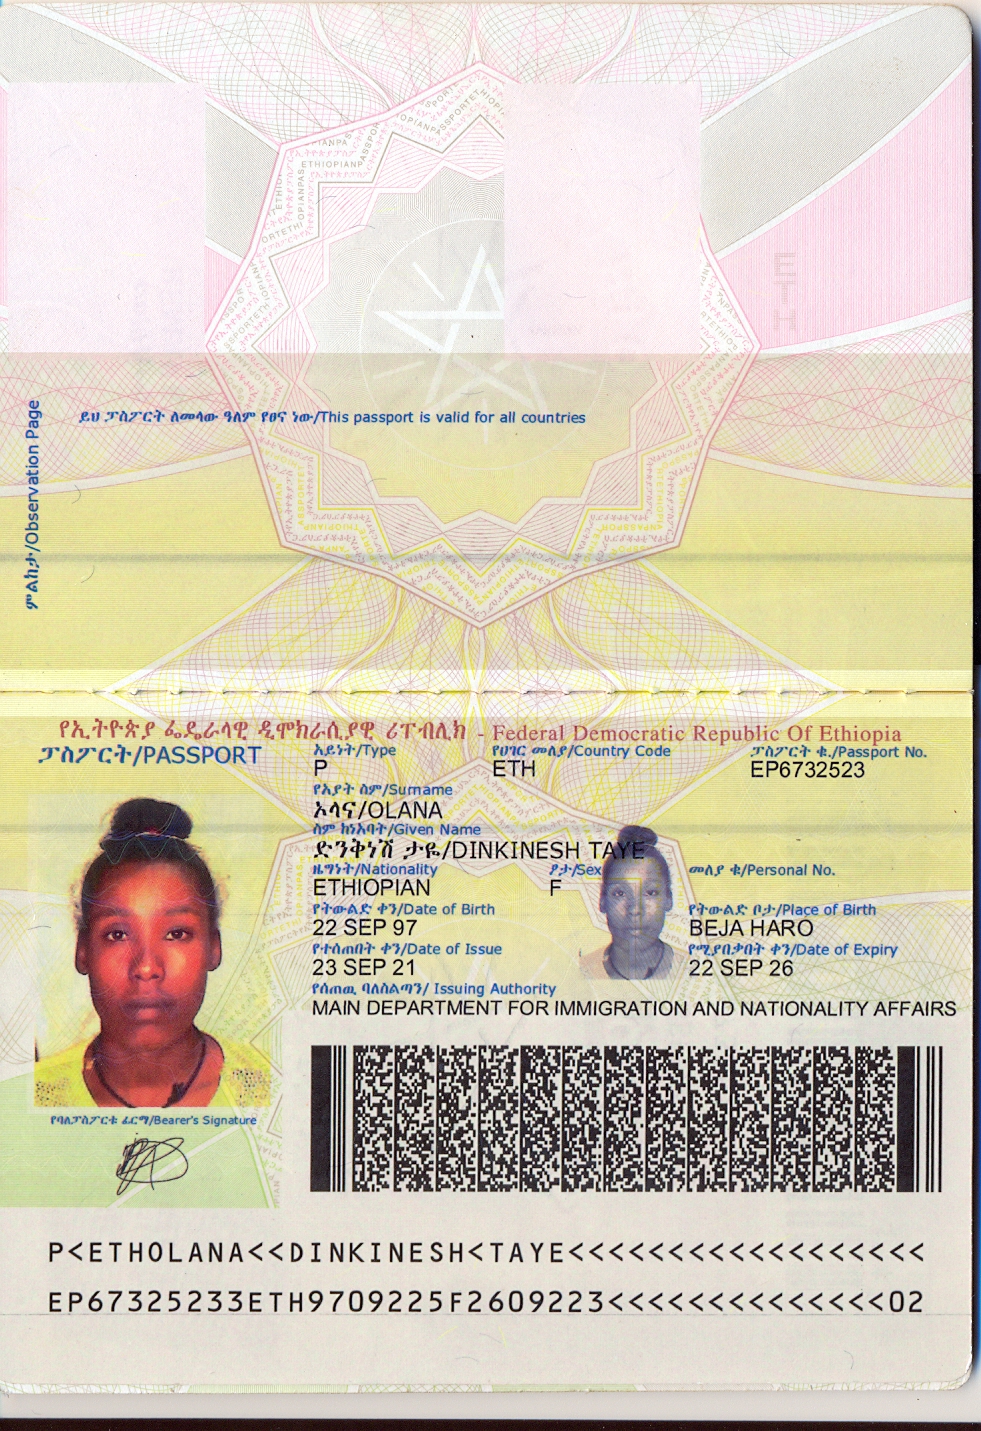 ይህ ፓስፖርት ለመላው ዓለም የፀና ነው/This passport is valid for all countries
ምልከታ/Observation Page
የኢትዮጵያ ፌዴራላዊ ዲሞክራሲያዊ ሪፐብሊክ - Federal Democratic Republic Of Ethiopia
ፓስፖርት/PASSPORT
አይነት/Type
የሀገር መለያ/Country Code
ፓስፖርት ቁ./Passport No.
P
ETH
EP6732523
የአያት ስም/Surname
ኦላና/OLANA
ስም ከነአባት/Given Name
ድንቅነሽ ታዬ/DINKINESH TAYE
ዜግነት/Nationality
ፆታ/Sex
መለያ ቁ/Personal No.
ETHIOPIAN
F
የትውልድ ቀን/Date of Birth
የትውልድ ቦታ/Place of Birth
22 SEP 97
BEJA HARO
የተሰጠበት ቀን/Date of Issue
የሚያበቃበት ቀን/Date of Expiry
23 SEP 21
22 SEP 26
የሰጠዉ ባለስልጣን/ Issuing Authority
MAIN DEPARTMENT FOR IMMIGRATION AND NATIONALITY AFFAIRS
የባለፓስፖርቱ ፊርማ/Bearer's Signature
P<ETHOLANA<<DINKINESH<TAYE<<<<<<<<<<<<<<<<<<
EP67325233ETH9709225F2609223<<<<<<<<<<<<<<02